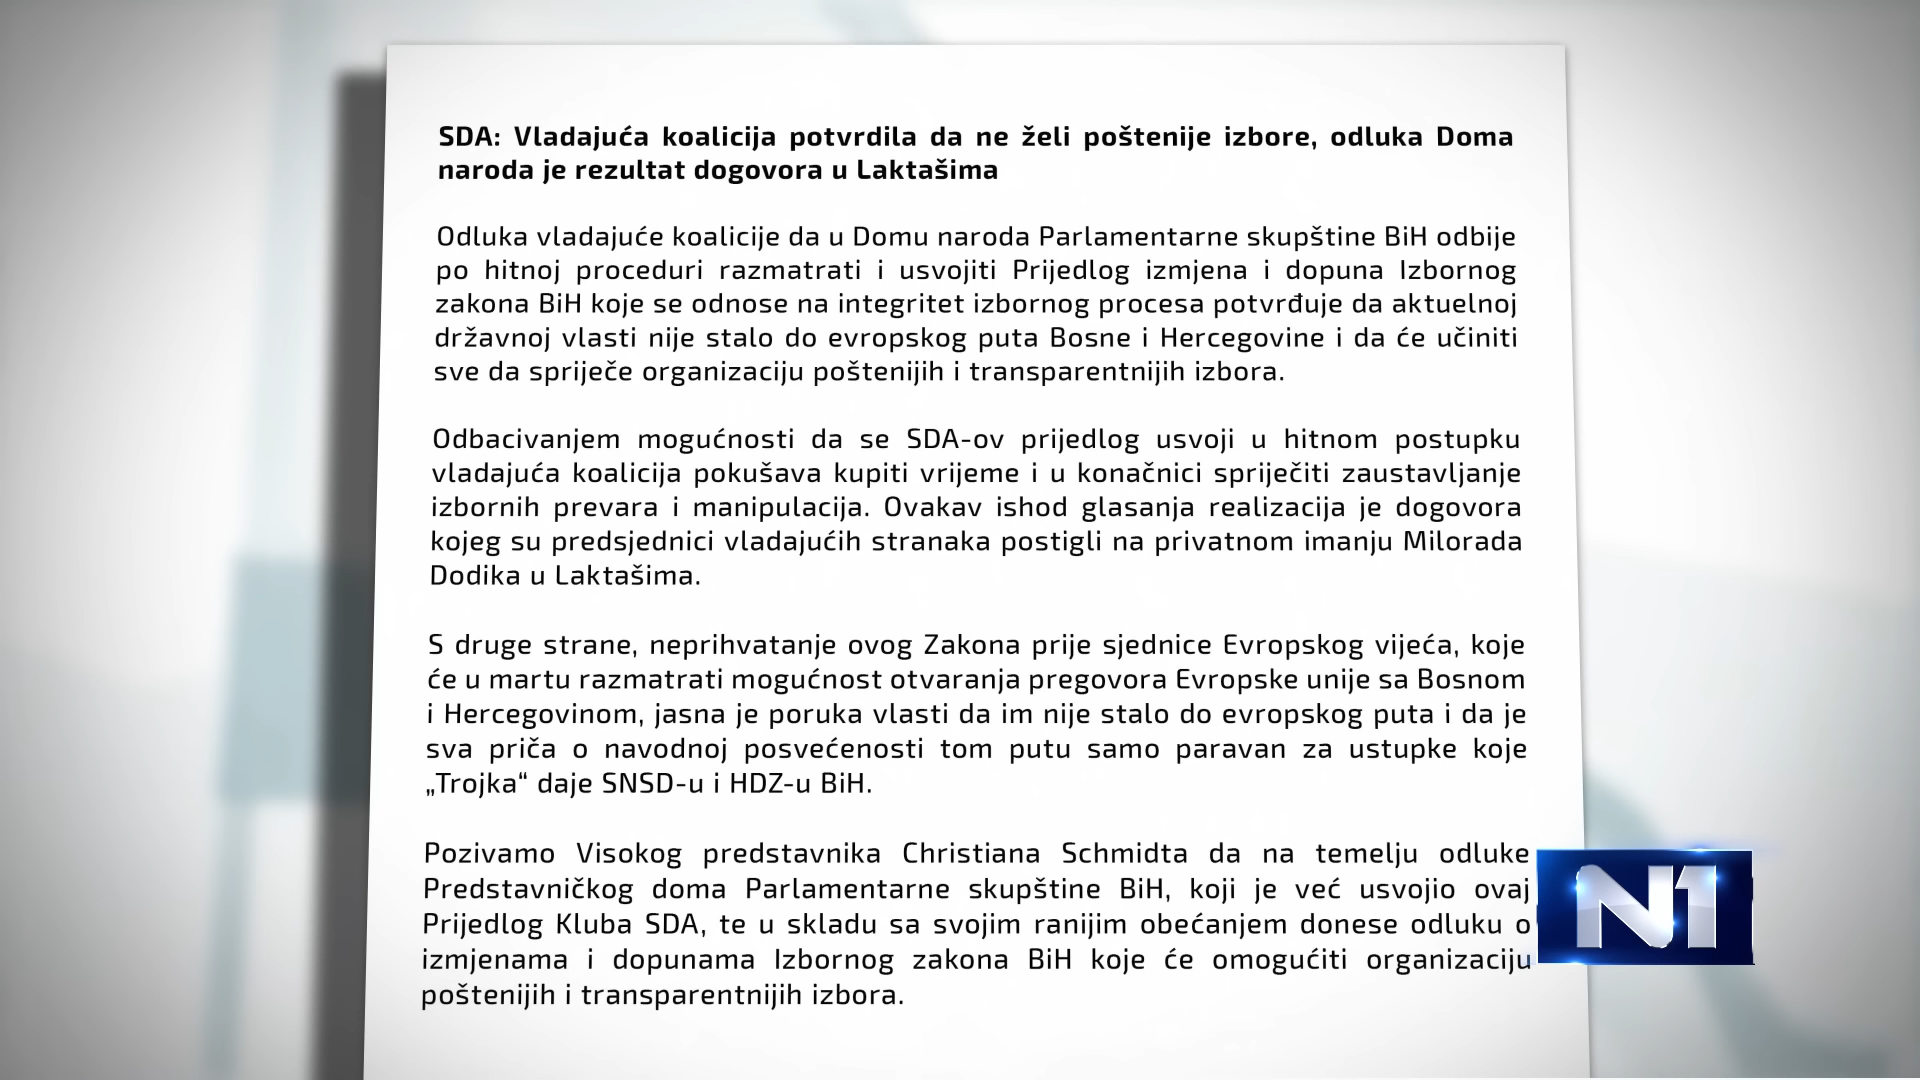 SDA: Vladajuća koalicija potvrdila da ne želi poštenije izbore, odluka Doma
naroda je rezultat dogovora u Laktašima
Odluka vladajuće koalicije da u Domu naroda Parlamentarne skupštine BiH odbije
po hitnoj proceduri razmatrati i usvojiti Prijedlog izmjena i dopuna Izbornog
zakona BiH koje se odnose na integritet izbornog procesa potvrđuje da aktuelnoj
državnoj vlasti nije stalo do evropskog puta Bosne i Hercegovine i da će učiniti
sve da spriječe organizaciju poštenijih i transparentnijih izbora.
Odbacivanjem mogućnosti da se SDA-ov prijedlog usvoji u hitnom postupku
vladajuća koalicija pokušava kupiti vrijeme i u konačnici spriječiti zaustavljanje
izbornih prevara i manipulacija. Ovakav ishod glasanja realizacija je dogovora
kojeg su predsjednici vladajućih stranaka postigli na privatnom imanju Milorada
Dodika u Laktašima.
S druge strane, neprihvatanje ovog Zakona prije sjednice Evropskog vijeća, koje
će u martu razmatrati mogućnost otvaranja pregovora Evropske unije sa Bosnom
i Hercegovinom, jasna je poruka vlasti da im nije stalo do evropskog puta i da je
sva priča o navodnoj posvećenosti tom putu samo paravan za ustupke koje
„Trojka“ daje SNSD-u i HDZ-u BiH.
Pozivamo Visokog predstavnika Christiana Schmidta da na temelju odluke
Predstavničkog doma Parlamentarne skupštine BiH, koji je već usvojio ovaj
Prijedlog Kluba SDA, te u skladu sa svojim ranijim obećanjem donese odluku o
izmjenama i dopunama Izbornog zakona BiH koje će omogućiti organizaciju
poštenijih i transparentnijih izbora.
N1